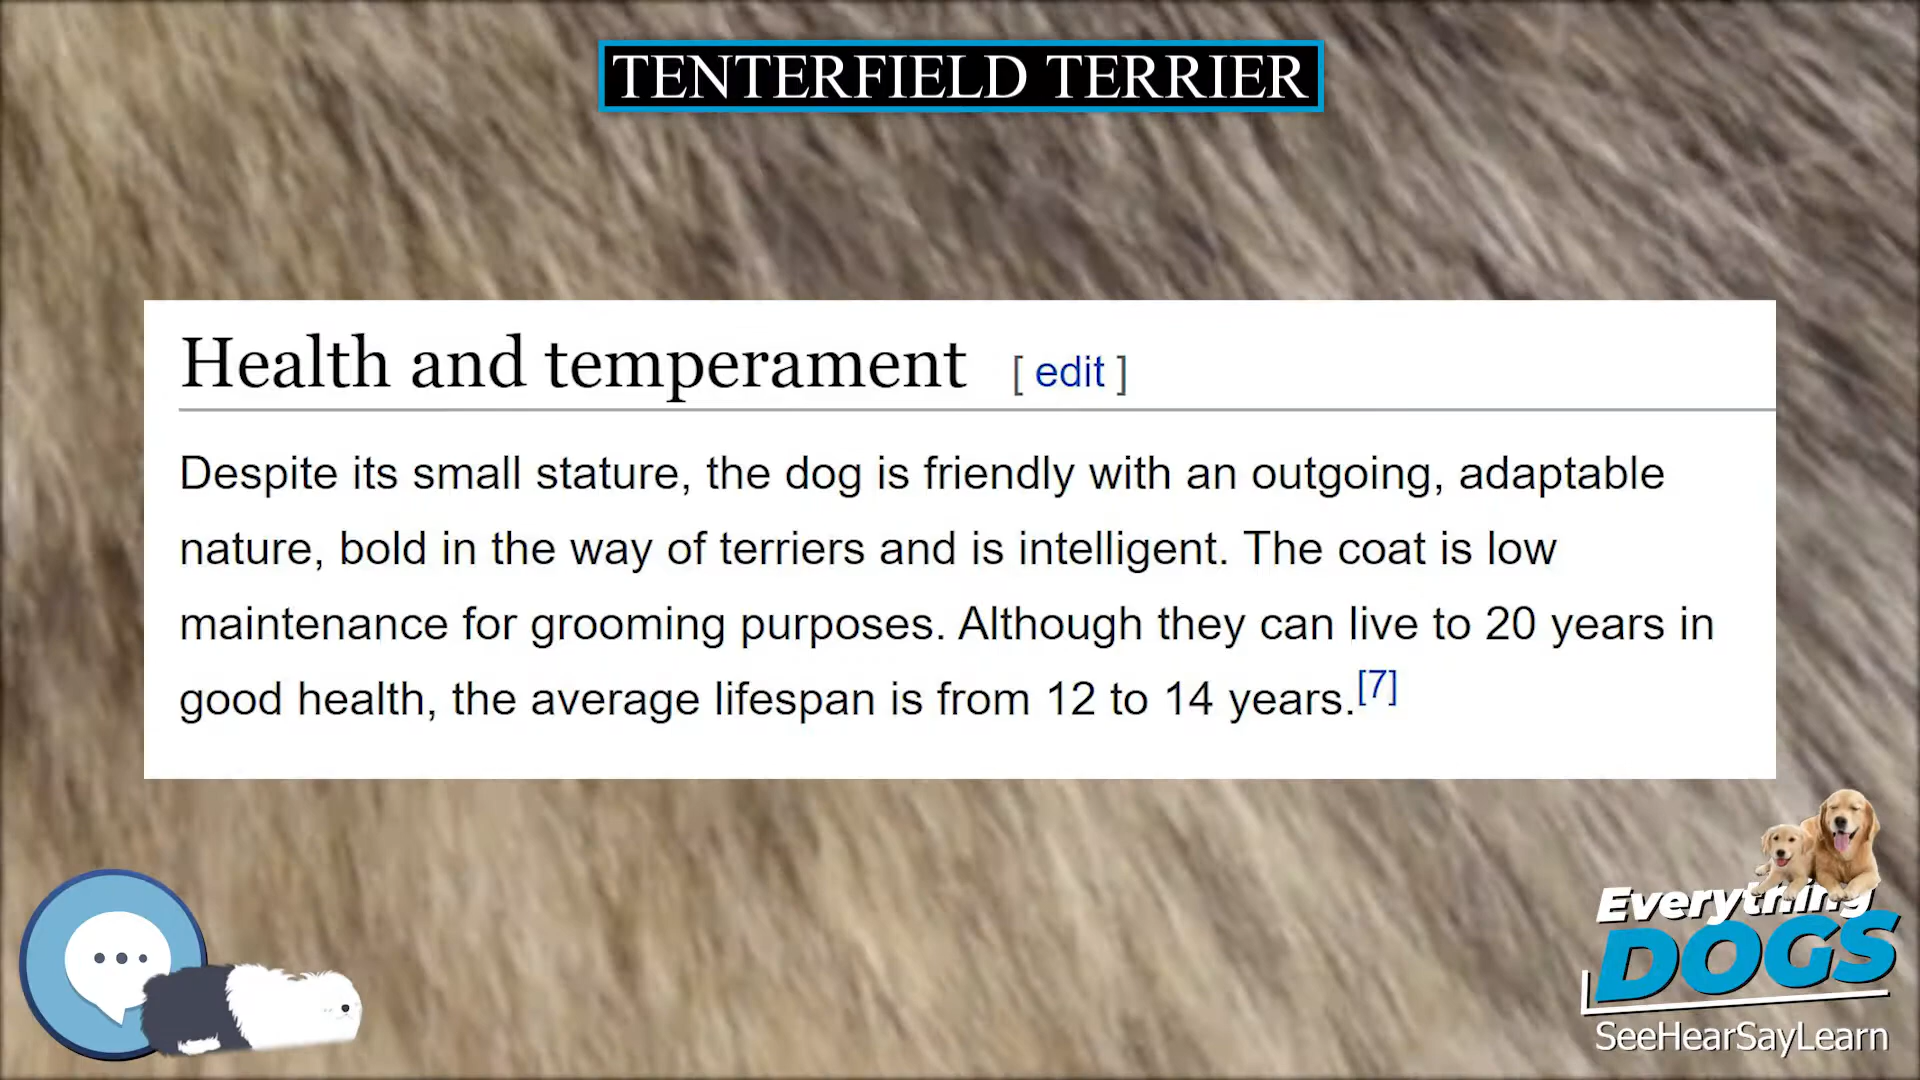 TENTERFIELD TERRIER
Health and temperament [ edit ]
Despite its small stature, the dog is friendly with an outgoing, adaptable
nature, bold in the way of terriers and is intelligent. The coat is low
maintenance for grooming purposes. Although they can live to 20 years in
good health, the average lifespan is from 12 to 14 years.[7]
Everything
DOGS
SeeHearSayLearn